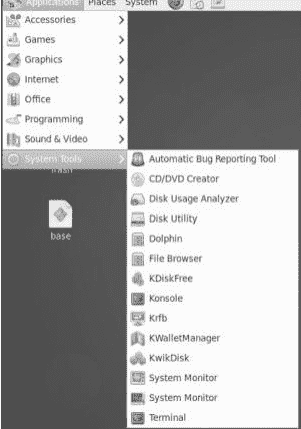 Applications Places System
Accessories
Games
Graphics
Internet
Office
Programming
Sound & Video
System Tools
Trash
base
Automatic Bug Reporting Tool
CD/DVD Creator
Disk Usage Analyzer
Disk Utility
Dolphin
File Browser
KDiskFree
Konsole
Krfb
KWalletManager
KwikDisk
System Monitor
System Monitor
Terminal